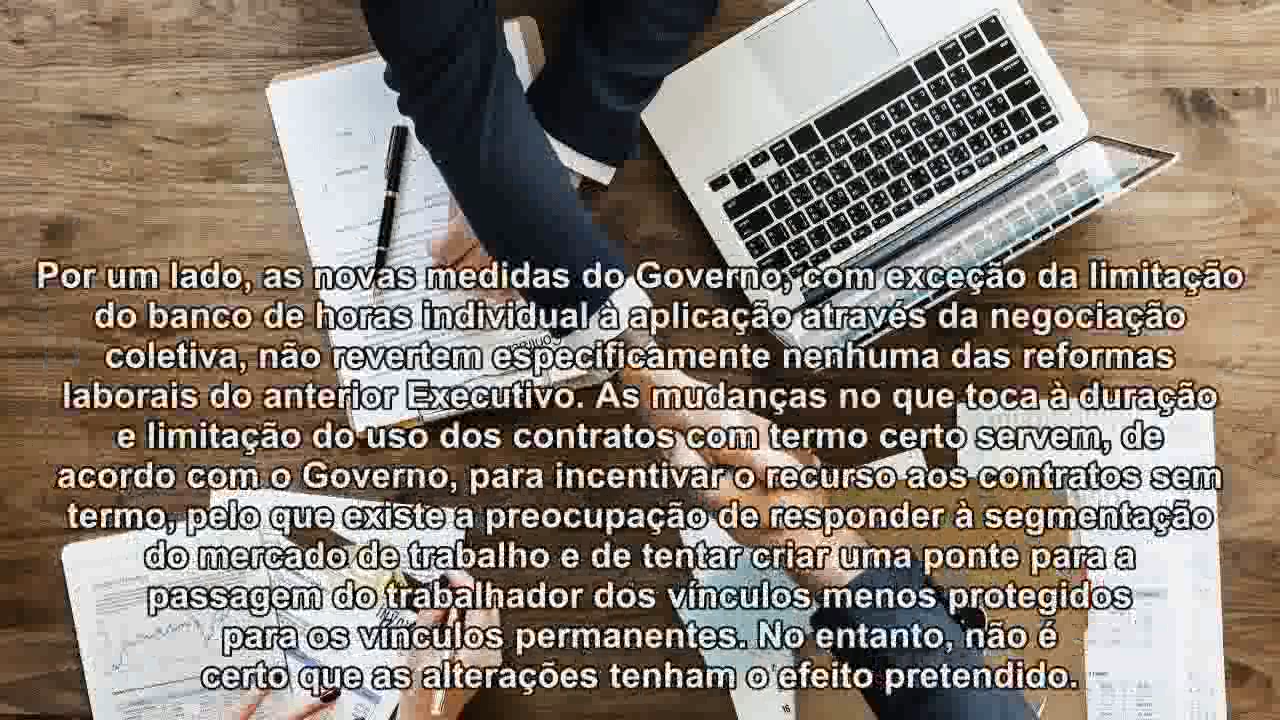 Por um lado, as novas medidas do Governo, com exceção da limitação
do banco de horas individual à aplicação através da negociação
coletiva, não revertem especificamente nenhuma das reformas
laborais do anterior Executivo. As mudanças no que toca à duração
e limitação do uso dos contratos com termo certo servem, de
acordo com o Governo, para incentivar o recurso aos contratos sem
termo, pelo que existe a preocupação de responder à segmentação
do mercado de trabalho e de tentar criar uma ponte para a
passagem do trabalhador dos vínculos menos protegidos
para os vínculos permanentes. No entanto, não é
certo que as alterações tenham o efeito pretendido.